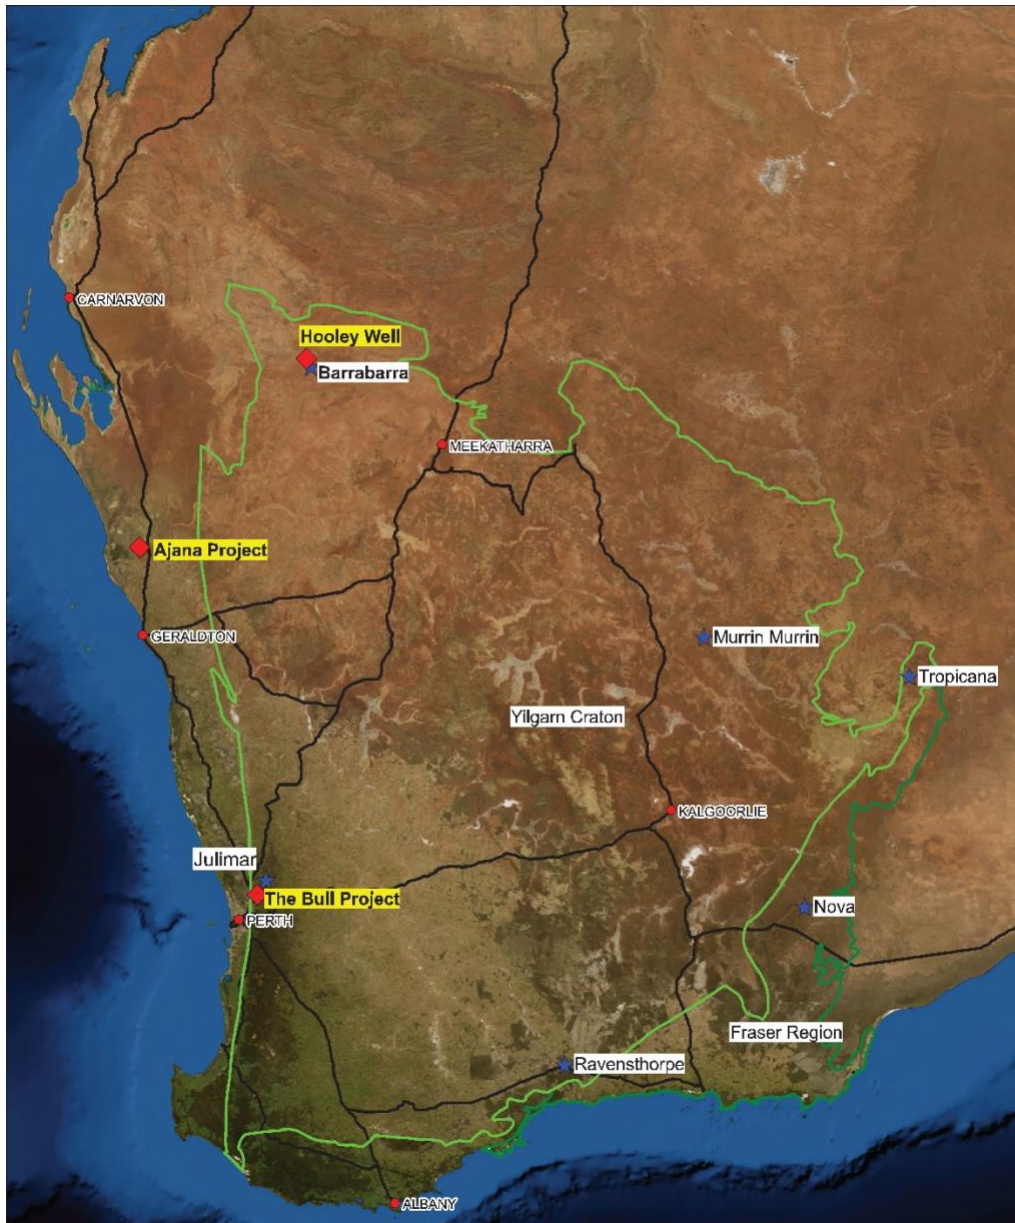 CARNARVON
Hooley Well
Barrabarra
MEEKATHARRA
Ajana Project
GERALDTON
Murrin Murrin
Tropicana
Yilgarn Craton
KALGOORLIE
Julimar
The Bull Project
Nova
PERTH
Fraser Region
Ravensthorpe
ALBANY